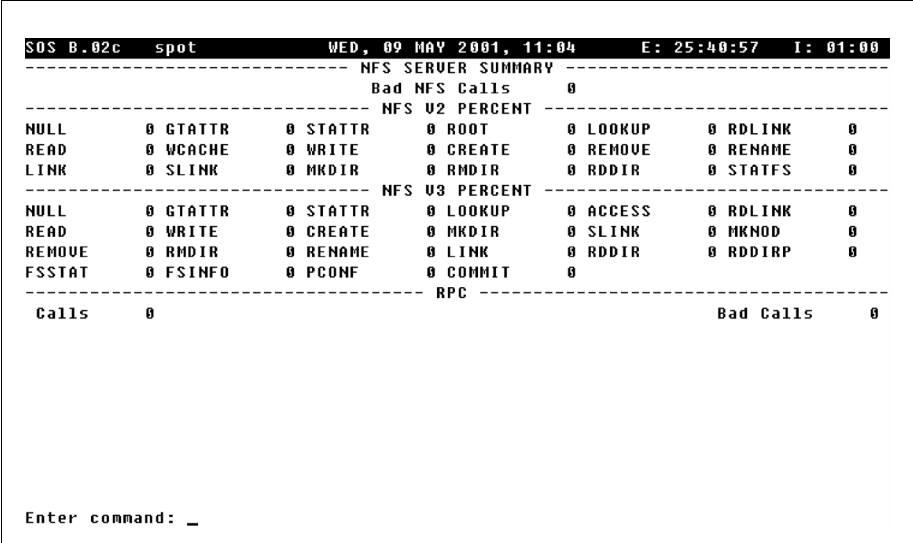 SOS B.02c spot WED, 09 MAY 2001, 11:04 E: 25:40:57 I: 01:00
------------------------------ NFS SERVER SUMMARY ------------------------------
Bad NFS Calls 0
-------------------------------- NFS V2 PERCENT --------------------------------
NULL 0 GTATTR 0 STATTR 0 ROOT 0 LOOKUP 0 RDLINK 0
READ 0 WCACHE 0 WRITE 0 CREATE 0 REMOVE 0 RENAME 0
LINK 0 SLINK 0 MKDIR 0 RMDIR 0 RDDIR 0 STATFS 0
-------------------------------- NFS V3 PERCENT --------------------------------
NULL 0 GTATTR 0 STATTR 0 LOOKUP 0 ACCESS 0 RDLINK 0
READ 0 WRITE 0 CREATE 0 MKDIR 0 SLINK 0 MKNOD 0
REMOVE 0 RMDIR 0 RENAME 0 LINK 0 RDDIR 0 RDDIRP 0
FSSTAT 0 FSINFO 0 PCONF 0 COMMIT 0
------------------------------------- RPC --------------------------------------
Calls 0 Bad Calls 0
Enter command: _